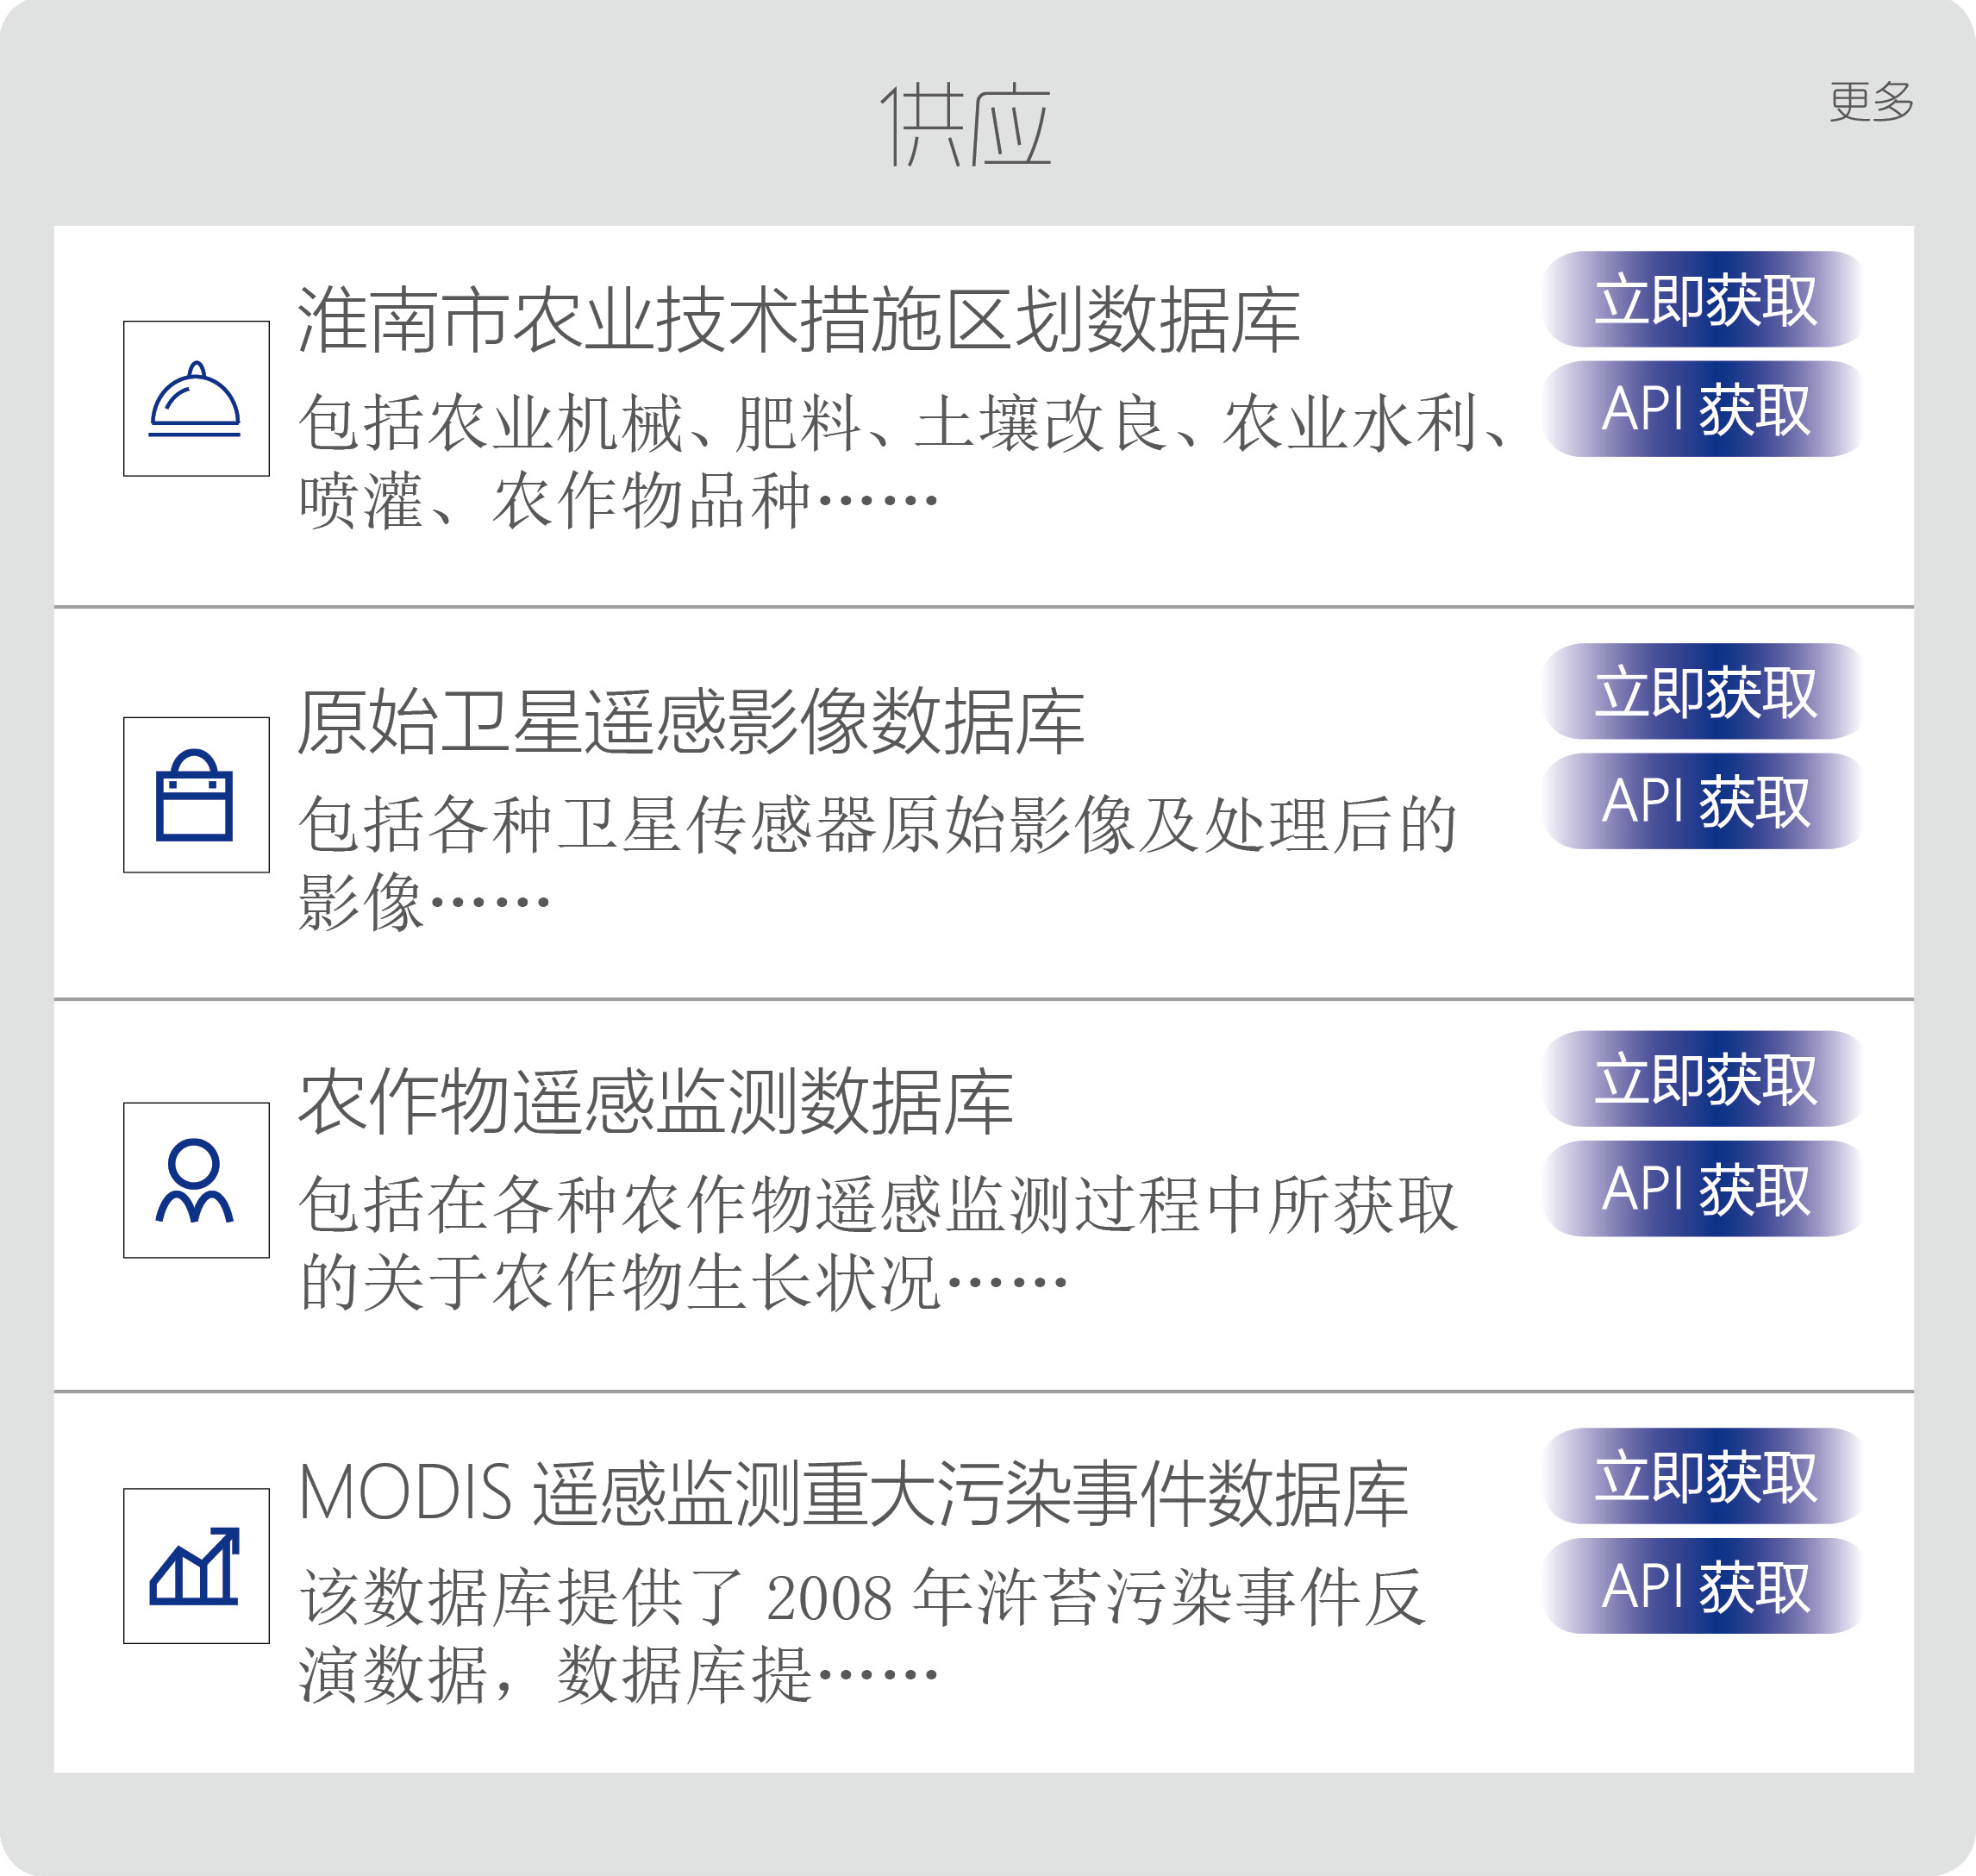 供应
更多
淮南市农业技术措施区划数据库
立即获取
包括农业机械、肥料、土壤改良、农业水利、
API 获取
喷灌、农作物品种……
原始卫星遥感影像数据库
立即获取
包括各种卫星传感器原始影像及处理后的
API 获取
影像……
农作物遥感监测数据库
立即获取
包括在各种农作物遥感监测过程中所获取
API 获取
的关于农作物生长状况……
MODIS 遥感监测重大污染事件数据库
立即获取
该数据库提供了 2008 年浒苔污染事件反
API 获取
演数据，数据库提……